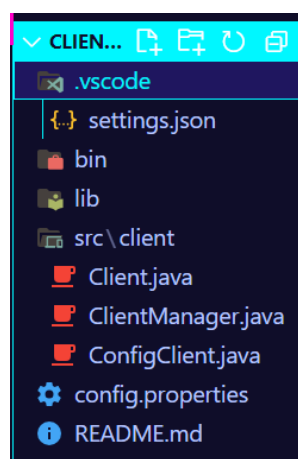 CLIEN...
.vscode
{..} settings.json
bin
lib
src\client
Client.java
ClientManager.java
ConfigClient.java
config.properties
README.md